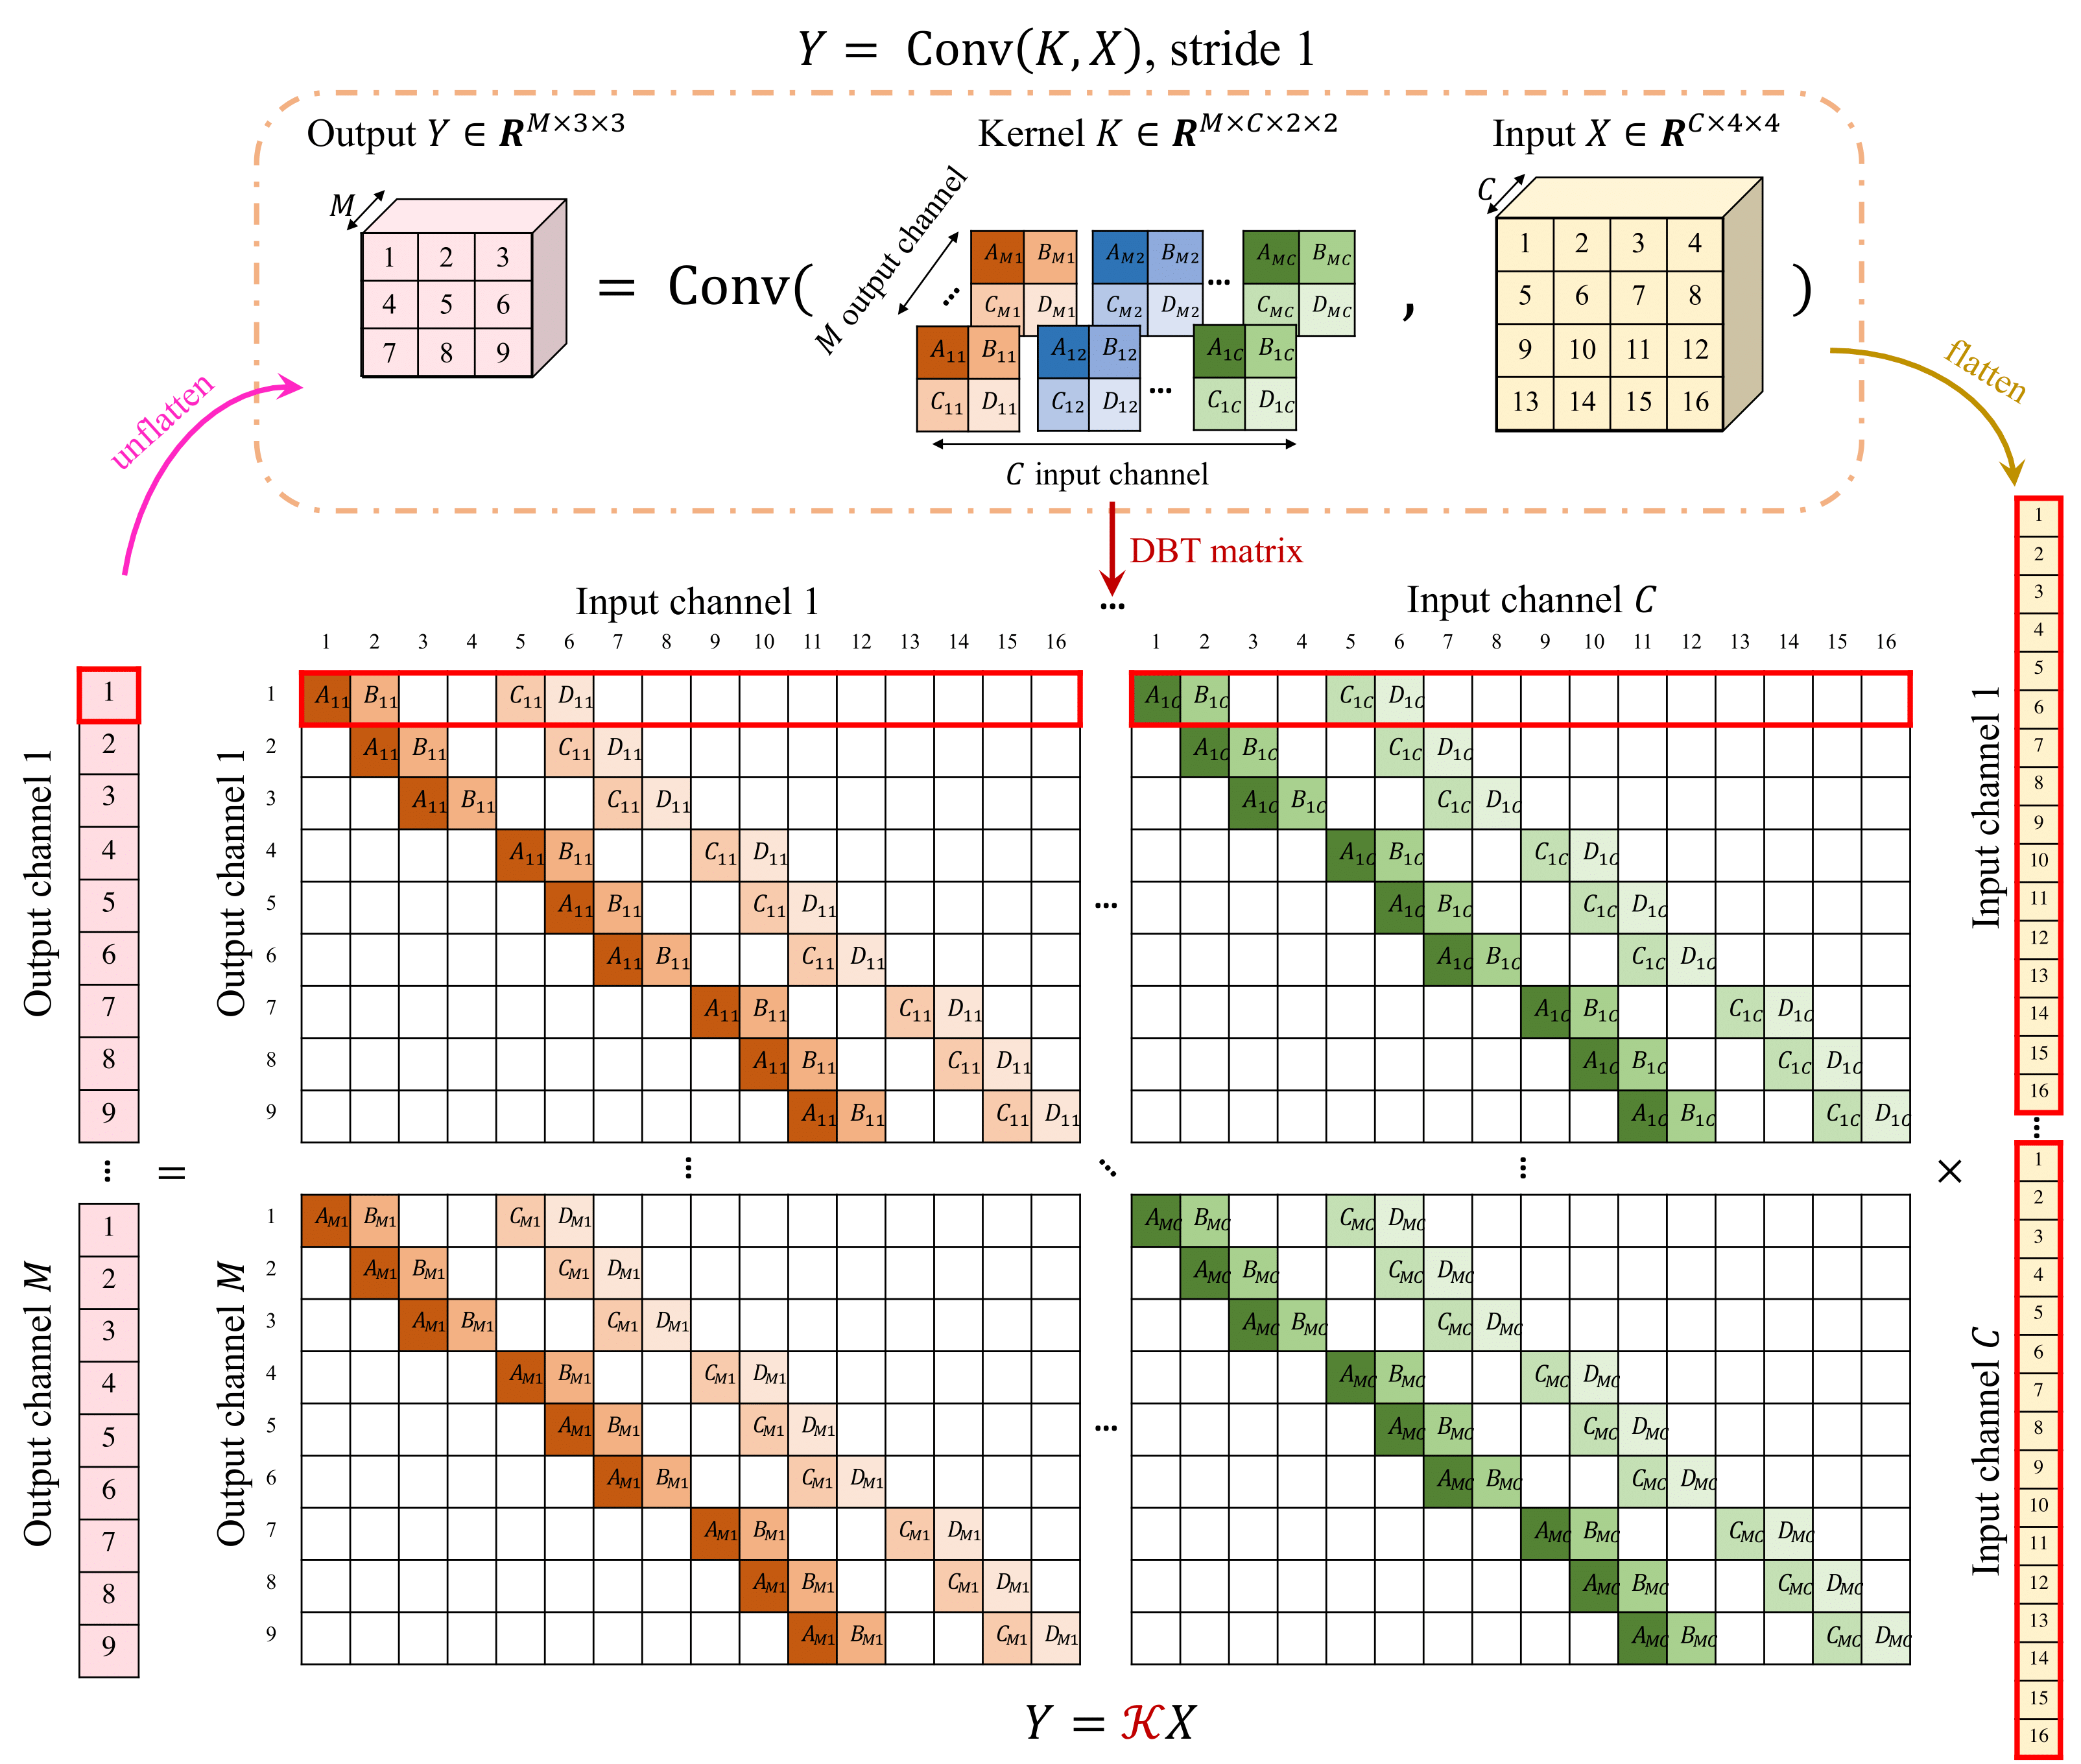 Y = Conv(K, X), stride 1
Output Y ∈ R^{M×3×3}
Kernel K ∈ R^{M×C×2×2}
Input X ∈ R^{C×4×4}
M
1 2 3
4 5 6
7 8 9
= Conv(
M output channel
A_{M1} B_{M1} A_{M2} B_{M2} ... A_{MC} B_{MC}
C_{M1} D_{M1} C_{M2} D_{M2} C_{MC} D_{MC}
...
A_{11} B_{11} A_{12} B_{12} A_{1C} B_{1C}
C_{11} D_{11} C_{12} D_{12} ... C_{1C} D_{1C}
C input channel
,
C
1 2 3 4
5 6 7 8
9 10 11 12
13 14 15 16
)
unflatten
flatten
DBT matrix
Input channel 1 ... Input channel C
1 2 3 4 5 6 7 8 9 10 11 12 13 14 15 16 1 2 3 4 5 6 7 8 9 10 11 12 13 14 15 16
Output channel 1
1
2
3
4
5
6
7
8
9
...
Output channel M
1
2
3
4
5
6
7
8
9
=
Output channel 1
1 A_{11} B_{11} C_{11} D_{11} A_{1C} B_{1C} C_{1C} D_{1C}
2 A_{11} B_{11} C_{11} D_{11} A_{1C} B_{1C} C_{1C} D_{1C}
3 A_{11} B_{11} C_{11} D_{11} A_{1C} B_{1C} C_{1C} D_{1C}
4 A_{11} B_{11} C_{11} D_{11} A_{1C} B_{1C} C_{1C} D_{1C}
5 A_{11} B_{11} C_{11} D_{11} ... A_{1C} B_{1C} C_{1C} D_{1C}
6 A_{11} B_{11} C_{11} D_{11} A_{1C} B_{1C} C_{1C} D_{1C}
7 A_{11} B_{11} C_{11} D_{11} A_{1C} B_{1C} C_{1C} D_{1C}
8 A_{11} B_{11} C_{11} D_{11} A_{1C} B_{1C} C_{1C} D_{1C}
9 A_{11} B_{11} C_{11} D_{11} A_{1C} B_{1C} C_{1C} D_{1C}
... ... ...
Output channel M
1 A_{M1} B_{M1} C_{M1} D_{M1} A_{MC} B_{MC} C_{MC} D_{MC}
2 A_{M1} B_{M1} C_{M1} D_{M1} A_{MC} B_{MC} C_{MC} D_{MC}
3 A_{M1} B_{M1} C_{M1} D_{M1} A_{MC} B_{MC} C_{MC} D_{MC}
4 A_{M1} B_{M1} C_{M1} D_{M1} A_{MC} B_{MC} C_{MC} D_{MC}
5 A_{M1} B_{M1} C_{M1} D_{M1} ... A_{MC} B_{MC} C_{MC} D_{MC}
6 A_{M1} B_{M1} C_{M1} D_{M1} A_{MC} B_{MC} C_{MC} D_{MC}
7 A_{M1} B_{M1} C_{M1} D_{M1} A_{MC} B_{MC} C_{MC} D_{MC}
8 A_{M1} B_{M1} C_{M1} D_{M1} A_{MC} B_{MC} C_{MC} D_{MC}
9 A_{M1} B_{M1} C_{M1} D_{M1} A_{MC} B_{MC} C_{MC} D_{MC}
×
Input channel 1
1
2
3
4
5
6
7
8
9
10
11
12
13
14
15
16
...
Input channel C
1
2
3
4
5
6
7
8
9
10
11
12
13
14
15
16
Y = 𝒦X